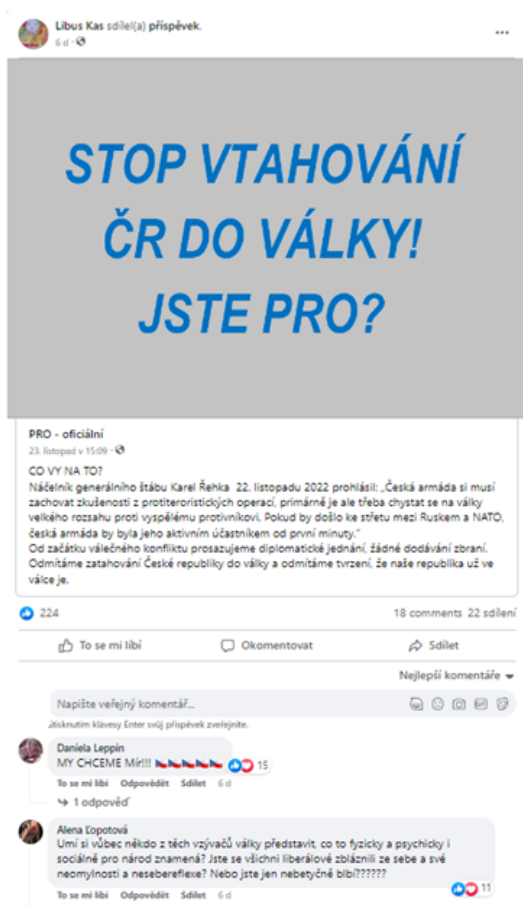 Libus Kas sdílel(a) příspěvek.
6 d ·
STOP VTAHOVÁNÍ
ČR DO VÁLKY!
JSTE PRO?
PRO - oficiální
23. listopad v 15:09 ·
CO VY NA TO?
Náčelník generálního štábu Karel Řehka 22. listopadu 2022 prohlásil: „Česká armáda si musí
zachovat zkušenosti z protiteroristických operací, primárně je ale třeba chystat se na války
velkého rozsahu proti vyspělému protivníkovi. Pokud by došlo ke střetu mezi Ruskem a NATO,
česká armáda by byla jeho aktivním účastníkem od první minuty.“
Od začátku válečného konfliktu prosazujeme diplomatické jednání, žádné dodávání zbraní.
Odmítáme zatahování České republiky do války a odmítáme tvrzení, že naše republika už ve
válce je.
224
18 comments 22 sdílení
To se mi líbí Okomentovat Sdílet
Nejlepší komentáře
Napište veřejný komentář...
stisknutím klávesy Enter svůj příspěvek zveřejníte.
Daniela Leppin
MY CHCEME Mír!!!
15
To se mi líbí Odpovědět Sdílet 6 d
1 odpověď
Alena Ľopotová
Umí si vůbec někdo z těch vzývačů války představit, co to fyzicky a psychicky i
sociálně pro národ znamená? Jste se všichni liberálové zbláznili ze sebe a své
neomylnosti a nesebereflexe? Nebo jste jen nebetyčně blbí??????
11
To se mi líbí Odpovědět Sdílet 6 d